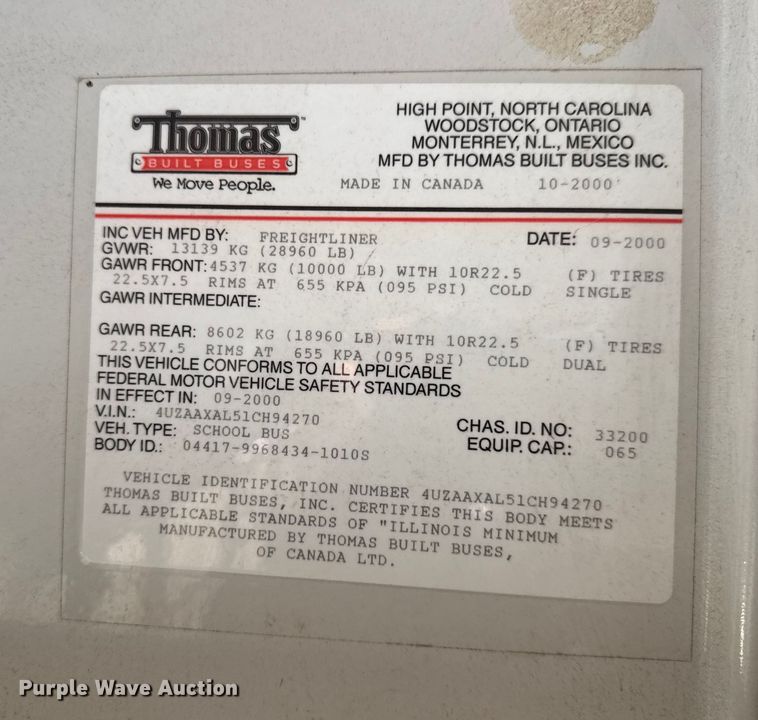 Thomas™
BUILT BUSES
We Move People.
HIGH POINT, NORTH CAROLINA
WOODSTOCK, ONTARIO
MONTERREY, N.L., MEXICO
MFD BY THOMAS BUILT BUSES INC.
MADE IN CANADA 10-2000
INC VEH MFD BY: FREIGHTLINER DATE: 09-2000
GVWR: 13139 KG (28960 LB)
GAWR FRONT: 4537 KG (10000 LB) WITH 10R22.5 (F) TIRES
22.5X7.5 RIMS AT 655 KPA (095 PSI) COLD SINGLE
GAWR INTERMEDIATE:
GAWR REAR: 8602 KG (18960 LB) WITH 10R22.5 (F) TIRES
22.5X7.5 RIMS AT 655 KPA (095 PSI) COLD DUAL
THIS VEHICLE CONFORMS TO ALL APPLICABLE
FEDERAL MOTOR VEHICLE SAFETY STANDARDS
IN EFFECT IN: 09-2000
V.I.N.: 4UZAAXAL51CH94270
VEH. TYPE: SCHOOL BUS CHAS. ID. NO: 33200
BODY ID.: 04417-9968434-1010S EQUIP. CAP.: 065
VEHICLE IDENTIFICATION NUMBER 4UZAAXAL51CH94270
THOMAS BUILT BUSES, INC. CERTIFIES THIS BODY MEETS
ALL APPLICABLE STANDARDS OF "ILLINOIS MINIMUM
MANUFACTURED BY THOMAS BUILT BUSES,
OF CANADA LTD.
Purple Wave Auction